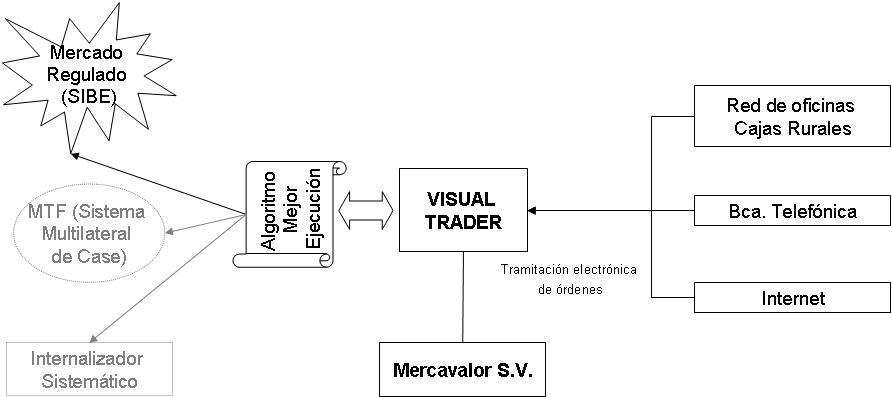 Mercado
Regulado
(SIBE)
MTF (Sistema
Multilateral
de Case)
Internalizador
Sistemático
Algoritmo
Mejor
Ejecución
VISUAL
TRADER
Mercavalor S.V.
Tramitación electrónica
de órdenes
Red de oficinas
Cajas Rurales
Bca. Telefónica
Internet